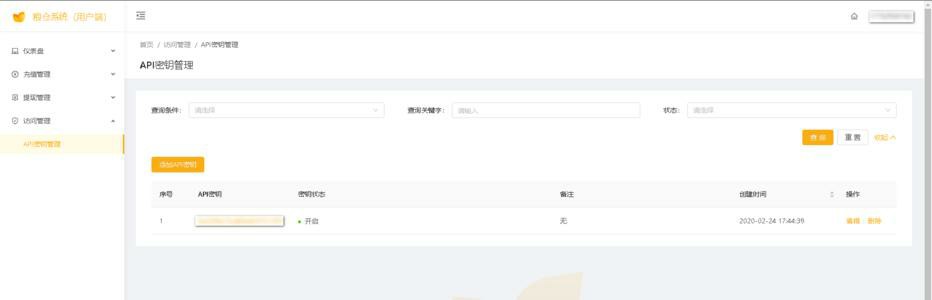 粮仓系统（用户端）
首页 / 访问管理 / API密钥管理
API密钥管理
仪表盘
充值管理
提现管理
访问管理
API密钥管理
查询条件： 请选择 查询关键字： 请输入 状态： 请选择
查 询 重 置 收起
添加API密钥
序号 API密钥 密钥状态 备注 创建时间 操作
1 开启 无 2020-02-24 17:44:39 编辑 删除